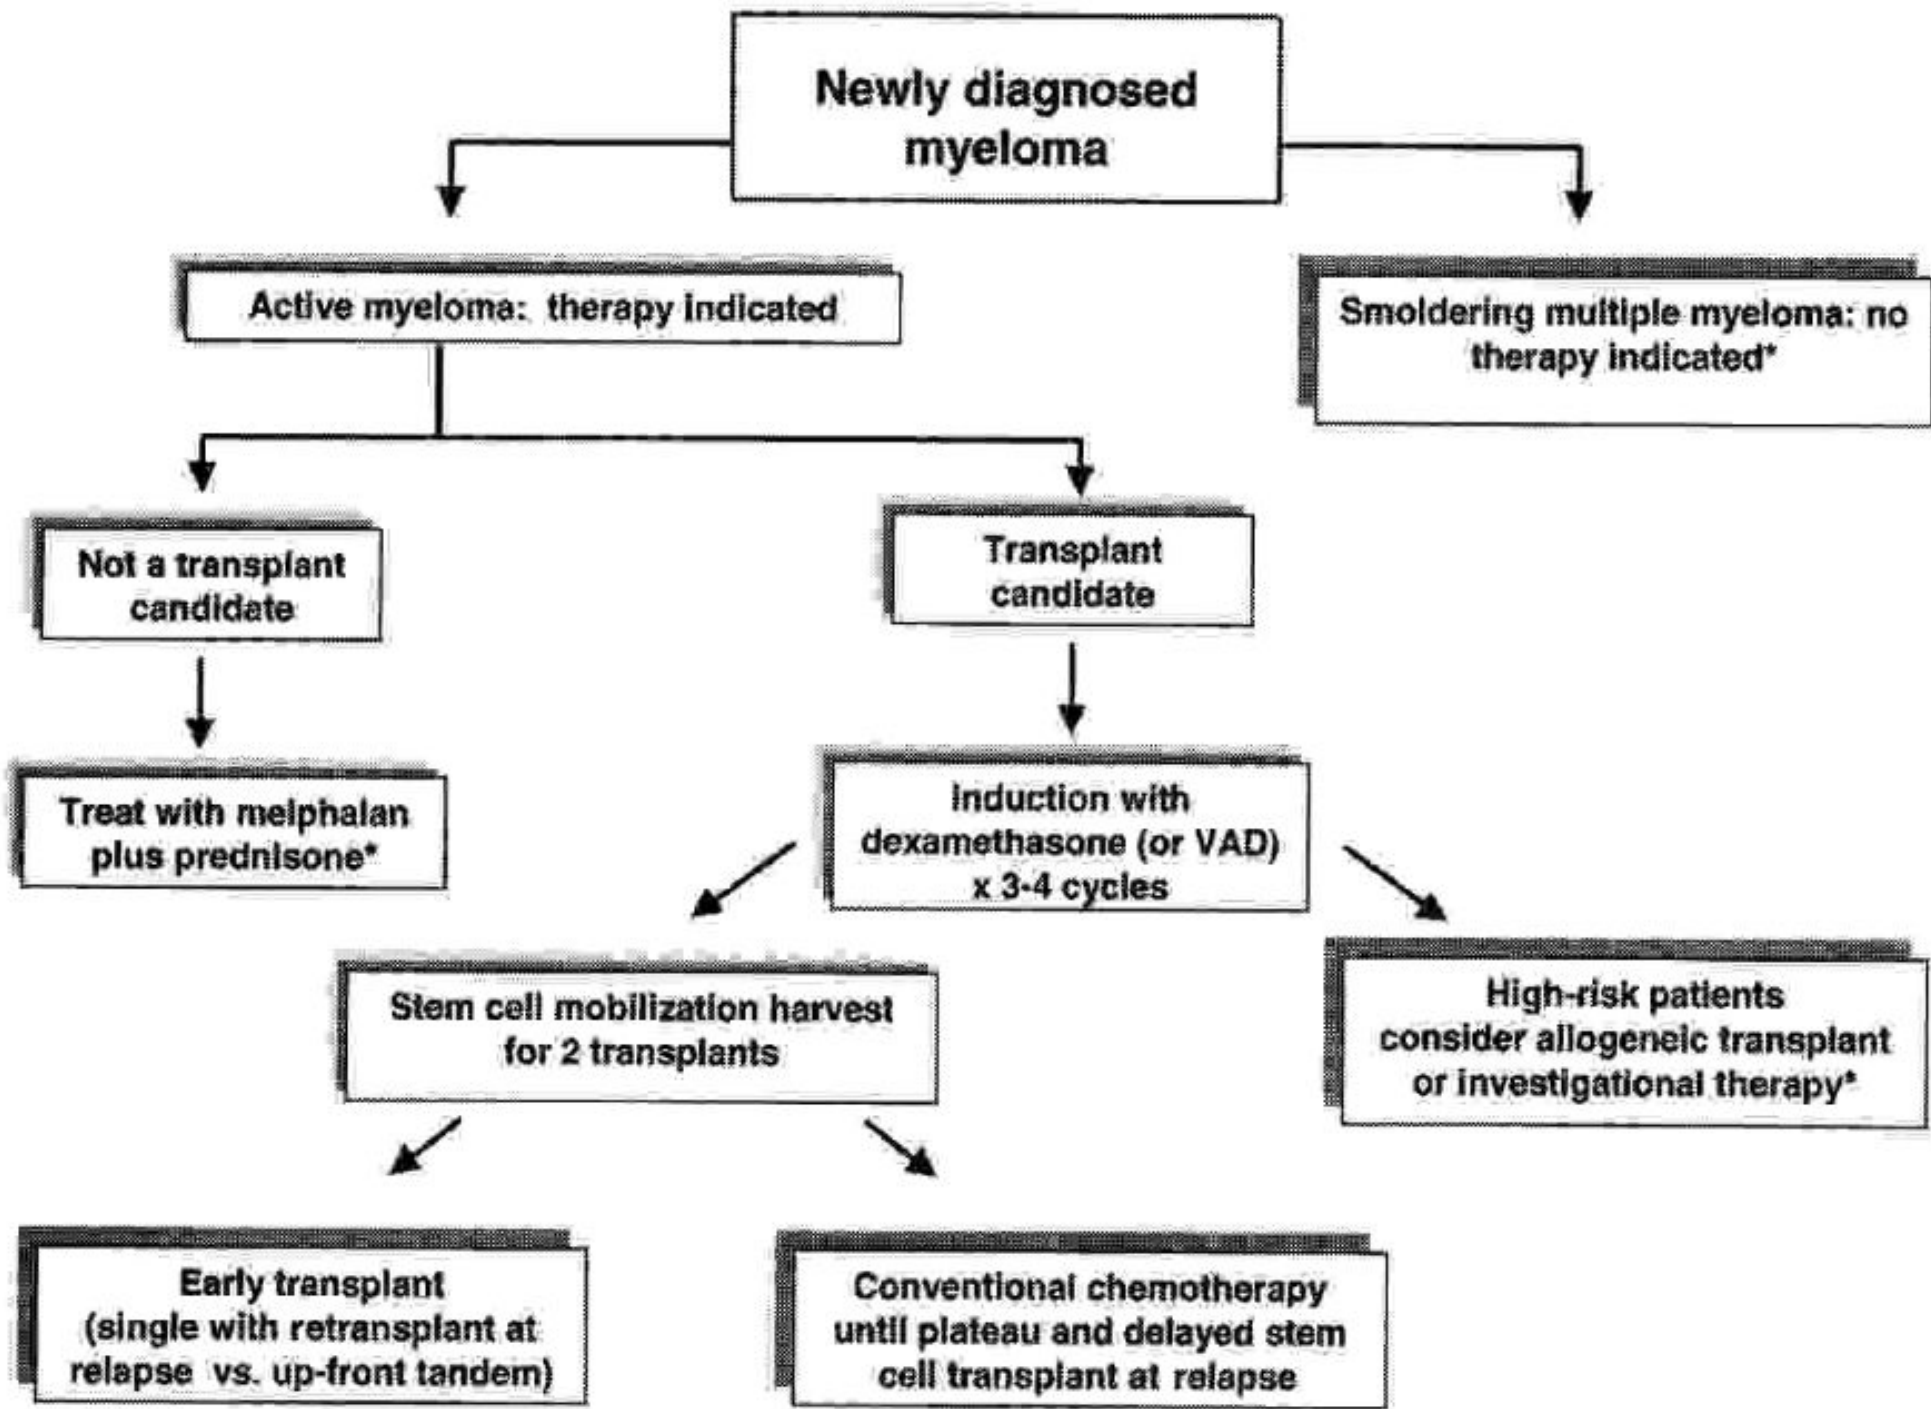 Newly diagnosed
myeloma
Active myeloma: therapy indicated
Smoldering multiple myeloma: no
therapy indicated*
Not a transplant
candidate
Transplant
candidate
Treat with melphalan
plus prednisone*
Induction with
dexamethasone (or VAD)
x 3-4 cycles
Stem cell mobilization harvest
for 2 transplants
High-risk patients
consider allogeneic transplant
or investigational therapy*
Early transplant
(single with retransplant at
relapse vs. up-front tandem)
Conventional chemotherapy
until plateau and delayed stem
cell transplant at relapse